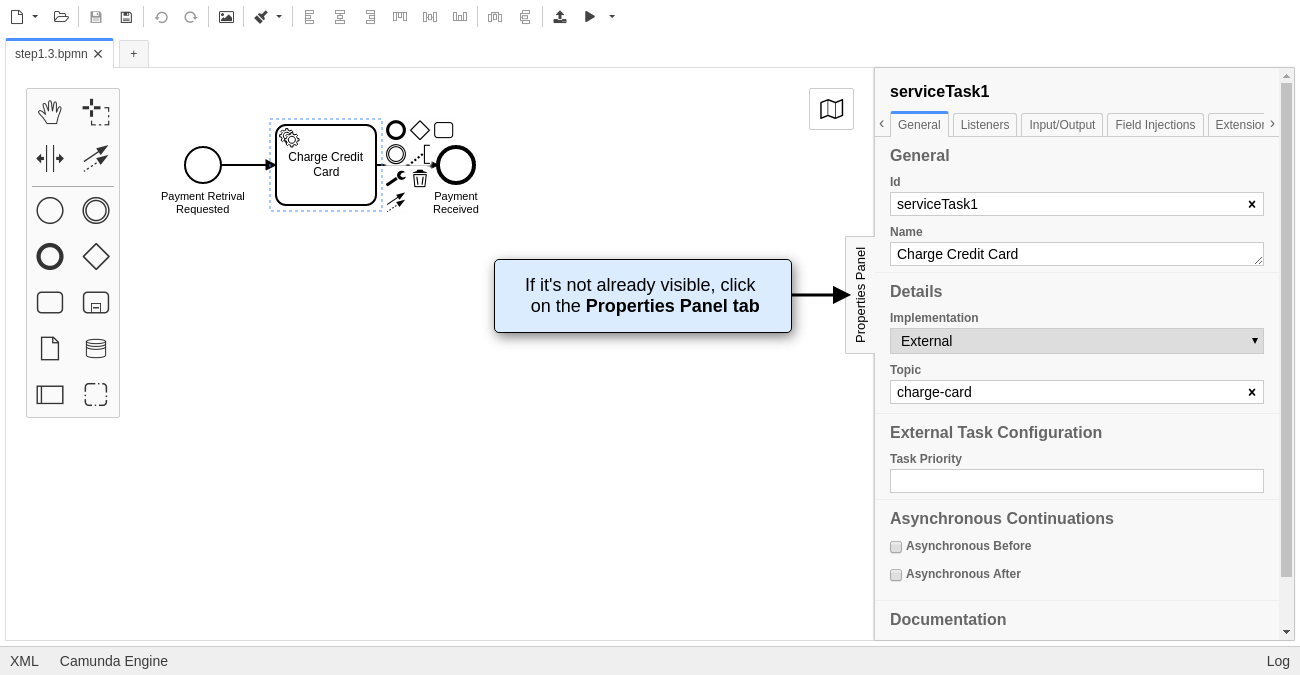 step1.3.bpmn
+
Payment Retrival
Requested
Charge Credit
Card
Payment
Received
If it's not already visible, click
on the Properties Panel tab
Properties Panel
serviceTask1
General
Listeners
Input/Output
Field Injections
Extension
General
Id
serviceTask1
Name
Charge Credit Card
Details
Implementation
External
Topic
charge-card
External Task Configuration
Task Priority
Asynchronous Continuations
Asynchronous Before
Asynchronous After
Documentation
XML
Camunda Engine
Log